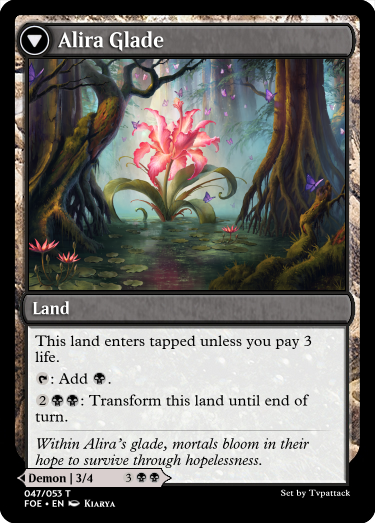 Alira Glade
Land
This land enters tapped unless you pay 3
life.
: Add .
2 : Transform this land until end of
turn.
Within Alira's glade, mortals bloom in their
hope to survive through hopelessness.
Demon | 3/4 3
047/053 T
FOE • EN Kiarya
Set by Tvpattack